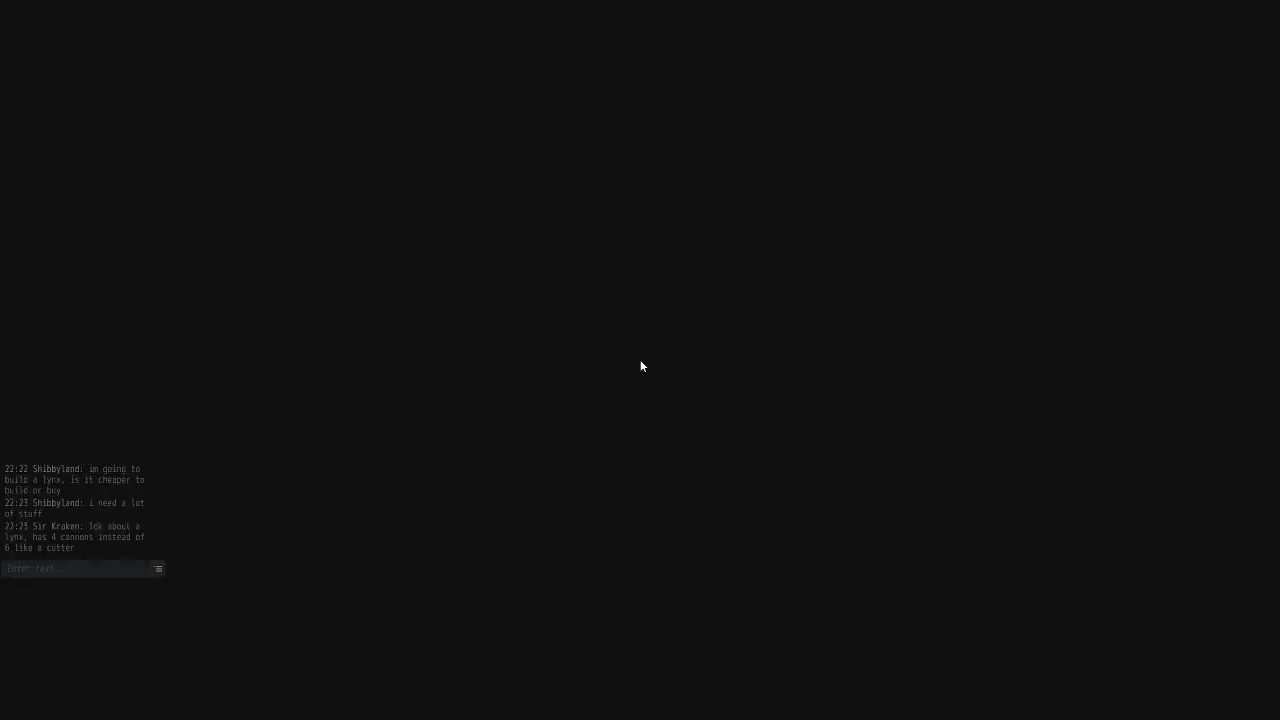 22:22 Shibbyland: im going to
build a lynx, is it cheaper to
build or buy
22:23 Shibbyland: i need a lot
of stuff
22:23 Sir Kraken: Idk about a
lynx, has 4 cannons instead of
6 like a cutter
Enter text .